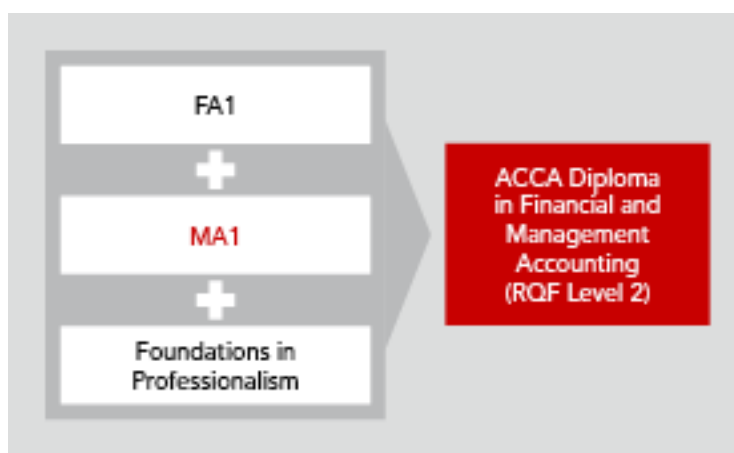 FA1
MA1
Foundations in
Professionalism
ACCA Diploma
in Financial and
Management
Accounting
(RQF Level 2)